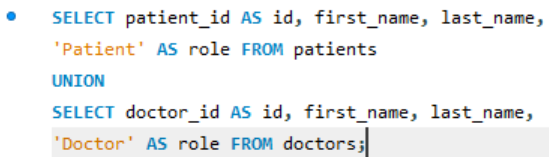 SELECT patient_id AS id, first_name, last_name,
'Patient' AS role FROM patients
UNION
SELECT doctor_id AS id, first_name, last_name,
'Doctor' AS role FROM doctors;